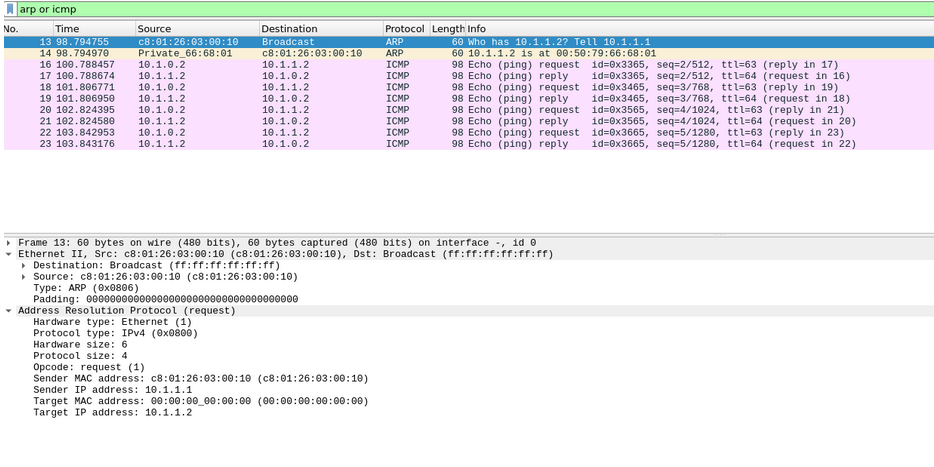 arp or icmp
No. Time Source Destination Protocol Length Info
13 98.794755 c8:01:26:03:00:10 Broadcast ARP 60 Who has 10.1.1.2? Tell 10.1.1.1
14 98.794970 Private_66:68:01 c8:01:26:03:00:10 ARP 60 10.1.1.2 is at 00:50:79:66:68:01
16 100.788457 10.1.0.2 10.1.1.2 ICMP 98 Echo (ping) request id=0x3365, seq=2/512, ttl=63 (reply in 17)
17 100.788674 10.1.1.2 10.1.0.2 ICMP 98 Echo (ping) reply id=0x3365, seq=2/512, ttl=64 (request in 16)
18 101.806771 10.1.0.2 10.1.1.2 ICMP 98 Echo (ping) request id=0x3465, seq=3/768, ttl=63 (reply in 19)
19 101.806950 10.1.1.2 10.1.0.2 ICMP 98 Echo (ping) reply id=0x3465, seq=3/768, ttl=64 (request in 18)
20 102.824395 10.1.0.2 10.1.1.2 ICMP 98 Echo (ping) request id=0x3565, seq=4/1024, ttl=63 (reply in 21)
21 102.824580 10.1.1.2 10.1.0.2 ICMP 98 Echo (ping) reply id=0x3565, seq=4/1024, ttl=64 (request in 20)
22 103.842953 10.1.0.2 10.1.1.2 ICMP 98 Echo (ping) request id=0x3665, seq=5/1280, ttl=63 (reply in 23)
23 103.843176 10.1.1.2 10.1.0.2 ICMP 98 Echo (ping) reply id=0x3665, seq=5/1280, ttl=64 (request in 22)
Frame 13: 60 bytes on wire (480 bits), 60 bytes captured (480 bits) on interface -, id 0
Ethernet II, Src: c8:01:26:03:00:10 (c8:01:26:03:00:10), Dst: Broadcast (ff:ff:ff:ff:ff:ff)
Destination: Broadcast (ff:ff:ff:ff:ff:ff)
Source: c8:01:26:03:00:10 (c8:01:26:03:00:10)
Type: ARP (0x0806)
Padding: 000000000000000000000000000000000000
Address Resolution Protocol (request)
Hardware type: Ethernet (1)
Protocol type: IPv4 (0x0800)
Hardware size: 6
Protocol size: 4
Opcode: request (1)
Sender MAC address: c8:01:26:03:00:10 (c8:01:26:03:00:10)
Sender IP address: 10.1.1.1
Target MAC address: 00:00:00_00:00:00 (00:00:00:00:00:00)
Target IP address: 10.1.1.2